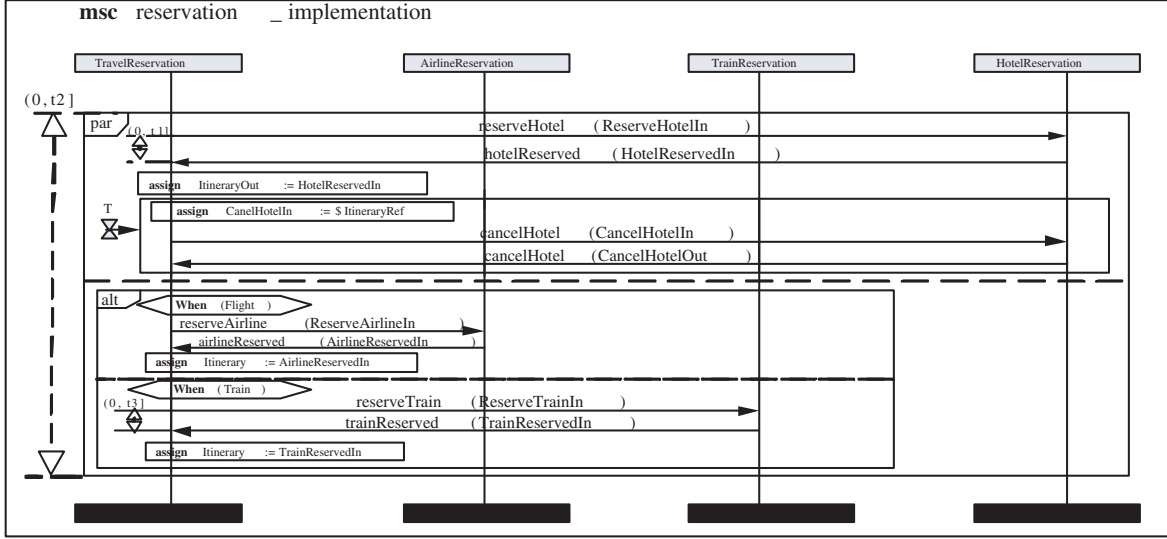 msc reservation _ implementation
TravelReservation AirlineReservation TrainReservation HotelReservation
(0, t2]
par
(0, t1]
reserveHotel (ReserveHotelIn )
hotelReserved (HotelReservedIn )
assign ItineraryOut := HotelReservedIn
T
assign CanelHotelIn := $ ItineraryRef
cancelHotel (CancelHotelIn )
cancelHotel (CancelHotelOut )
alt
When (Flight )
reserveAirline (ReserveAirlineIn )
airlineReserved (AirlineReservedIn )
assign Itinerary := AirlineReservedIn
When (Train )
(0, t3]
reserveTrain (ReserveTrainIn )
trainReserved (TrainReservedIn )
assign Itinerary := TrainReservedIn